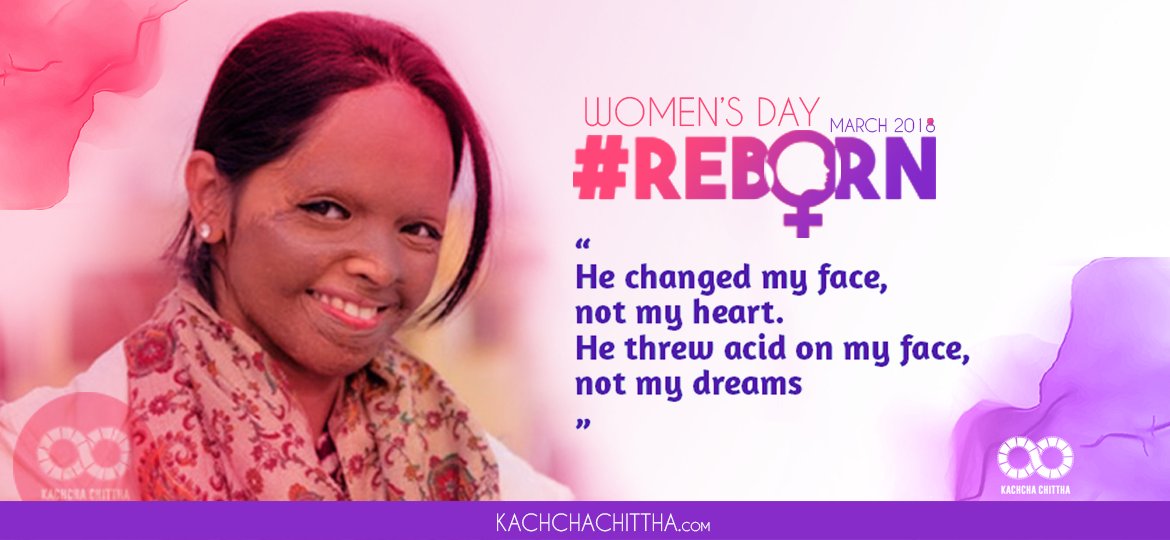 WOMEN'S DAY
MARCH 2018
#REBORN
“
He changed my face,
not my heart.
He threw acid on my face,
not my dreams
”
KACHCHA CHITTHA
KACHCHA CHITTHA
KACHCHACHITTHA.COM